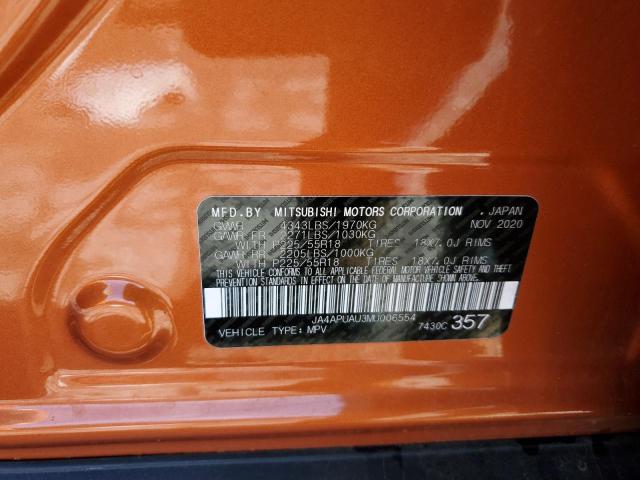 MFD.BY MITSUBISHI MOTORS CORPORATION .JAPAN
GVWR 4343LBS/1970KG NOV 2020
GAWR FR 2271LBS/1030KG
WITH P225/55R18 TIRES 18X7.0J RIMS
GAWR RR 2205LBS/1000KG
WITH P225/55R18 TIRES 18X7.0J RIMS
THIS VEHICLE CONFORMS TO ALL APPLICABLE FEDERAL MOTOR VEHICLE SAFETY AND THEFT
PREVENTION STANDARDS IN EFFECT ON THE DATE OF MANUFACTURE SHOWN ABOVE.
JA4APUAU3MU006554
VEHICLE TYPE: MPV 7430C 357